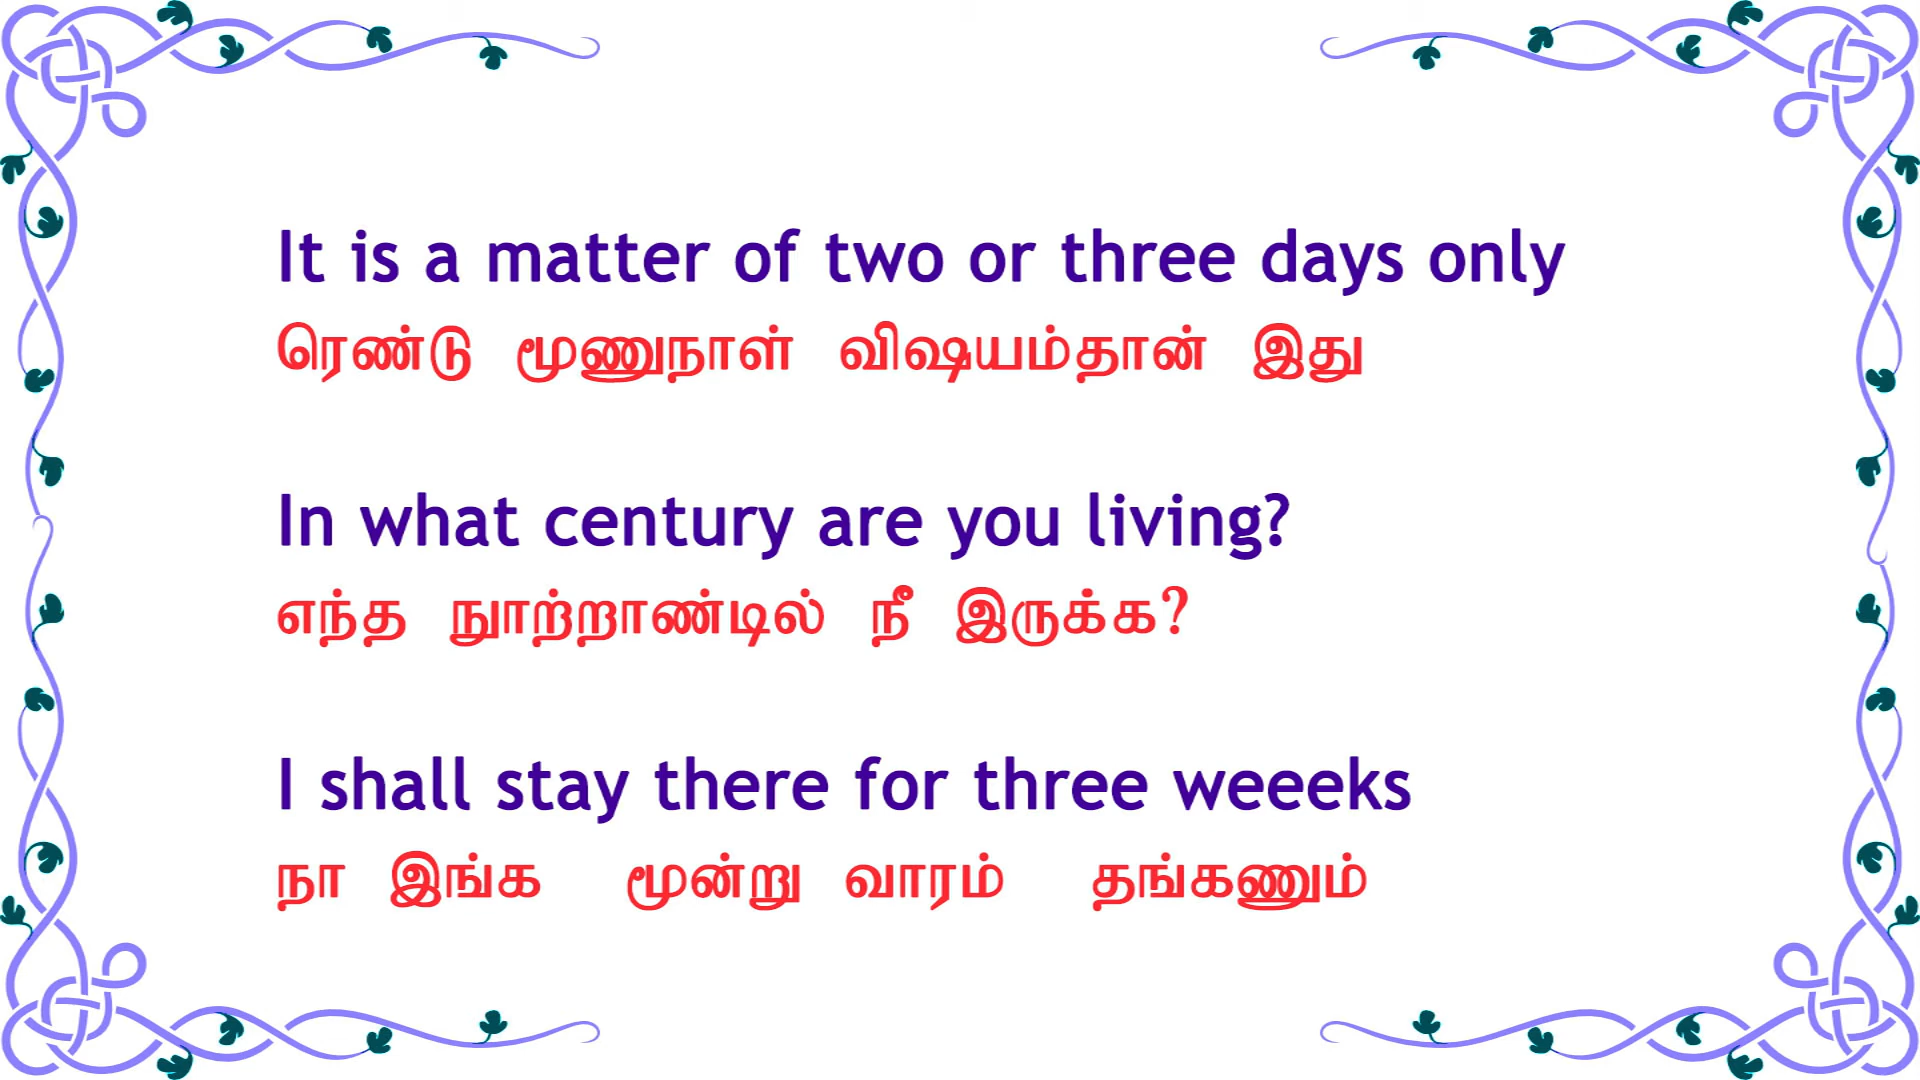 It is a matter of two or three days only
ரெண்டு மூணுநாள் விஷயம்தான் இது
In what century are you living?
எந்த நூற்றாண்டில் நீ இருக்க?
I shall stay there for three weeeks
நா இங்க மூன்று வாரம் தங்கணும்